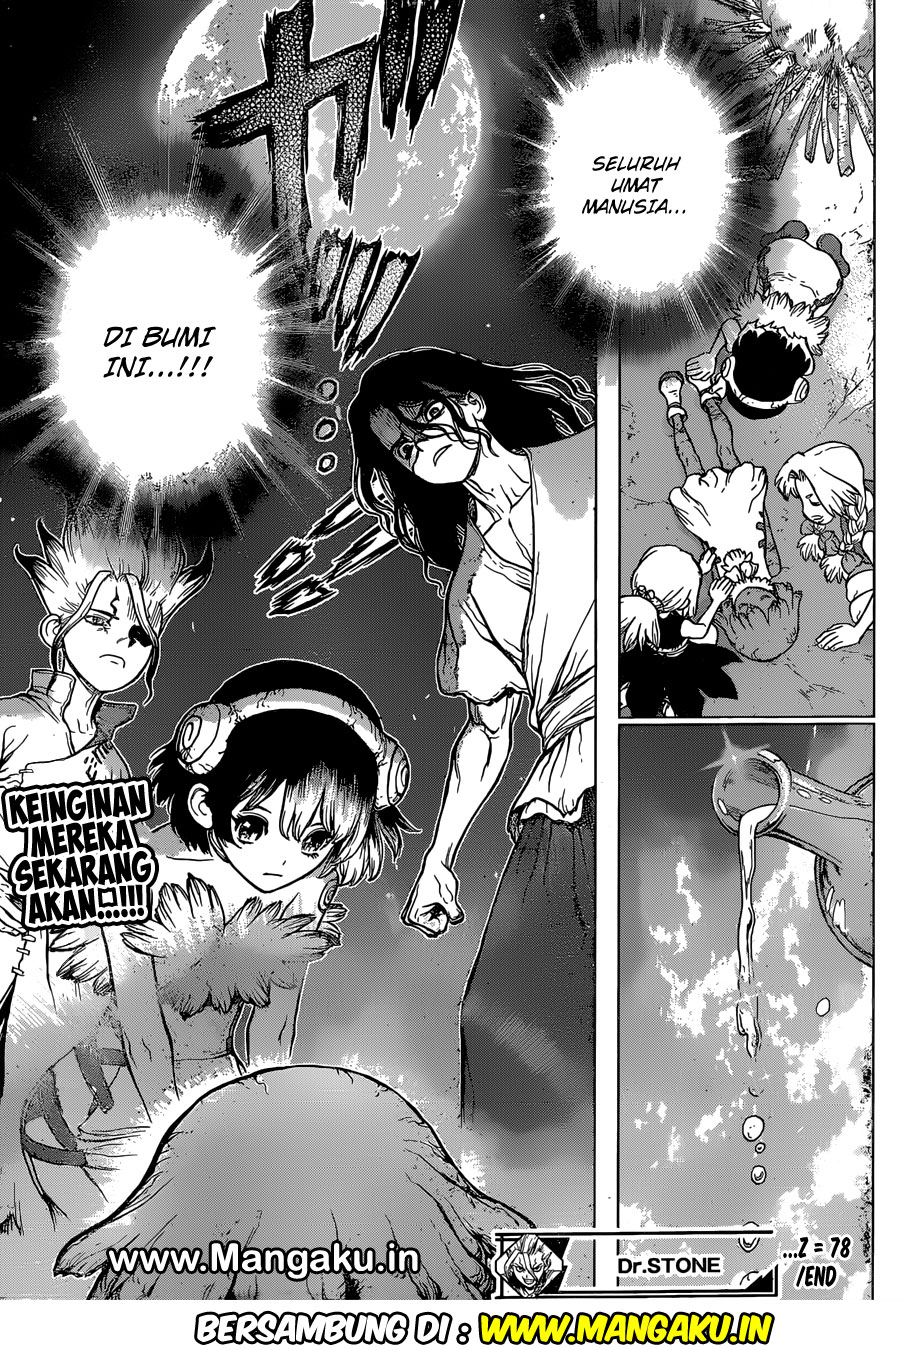 SELURUH
UMAT
MANUSIA...
DI BUMI
INI...!!!
KEINGINAN
MEREKA
SEKARANG
AKAN□...!!!
www.Mangaku.in
Dr.STONE
...Z = 78
/END
BERSAMBUNG DI : WWW.MANGAKU.IN